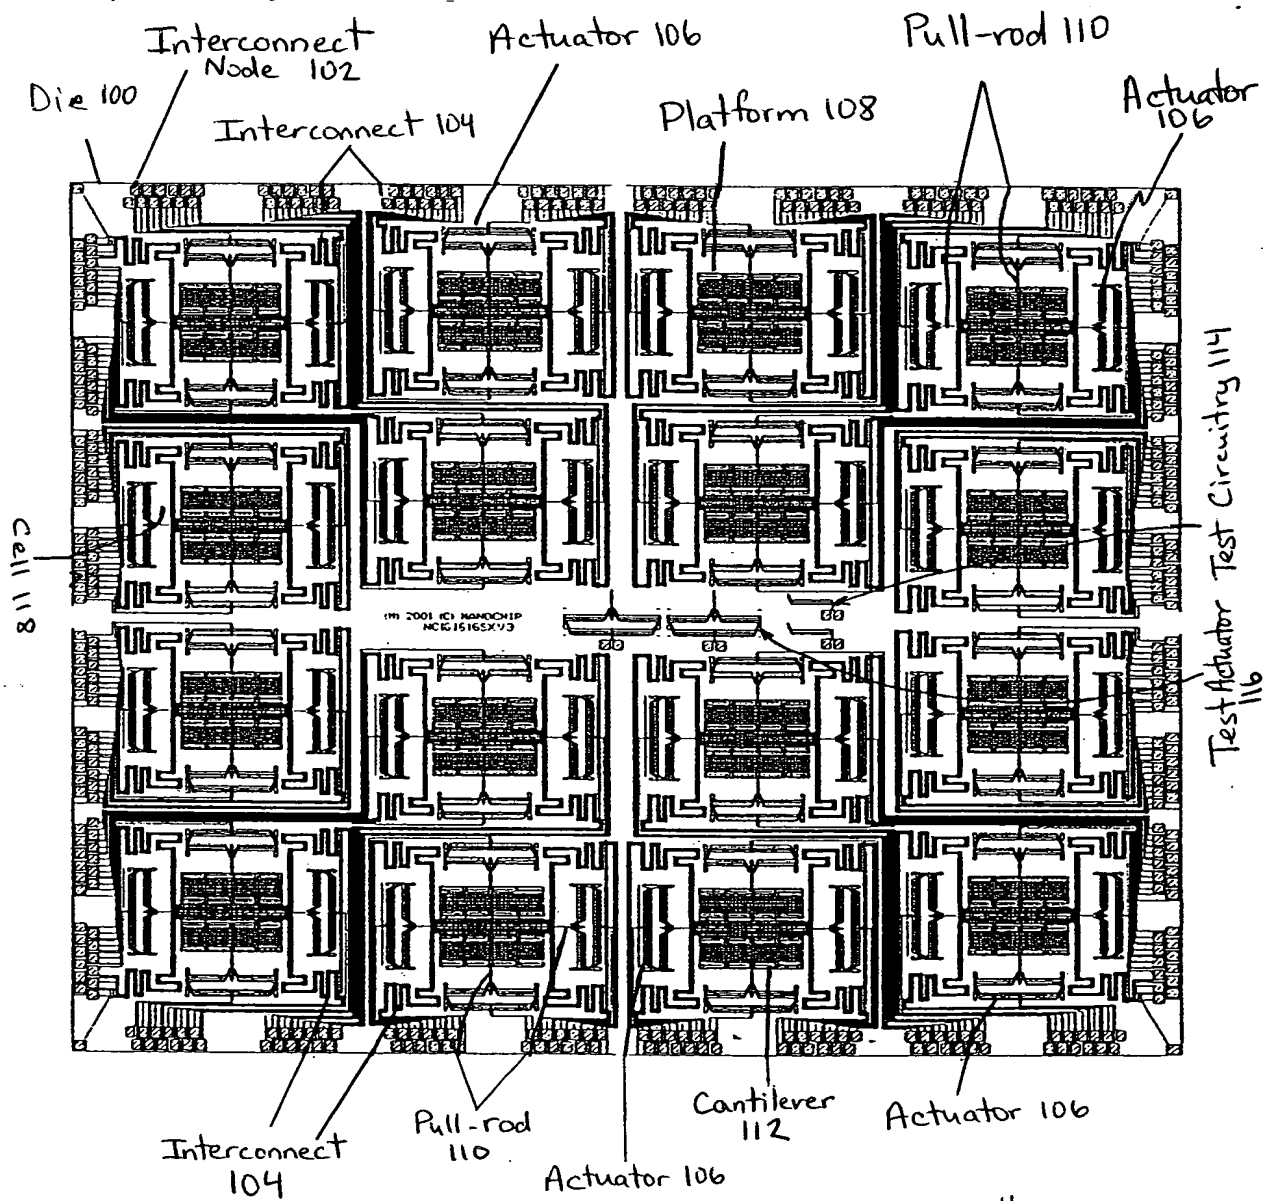 Interconnect
Node 102
Actuator 106
Pull-rod 110
Die 100
Interconnect 104
Platform 108
Actuator
106
Test Circuitry 114
Cell 118
2001 (C) NANOCHIP
Test Actuator
116
Interconnect
104
Pull-rod
110
Actuator 106
Cantilever
112
Actuator 106